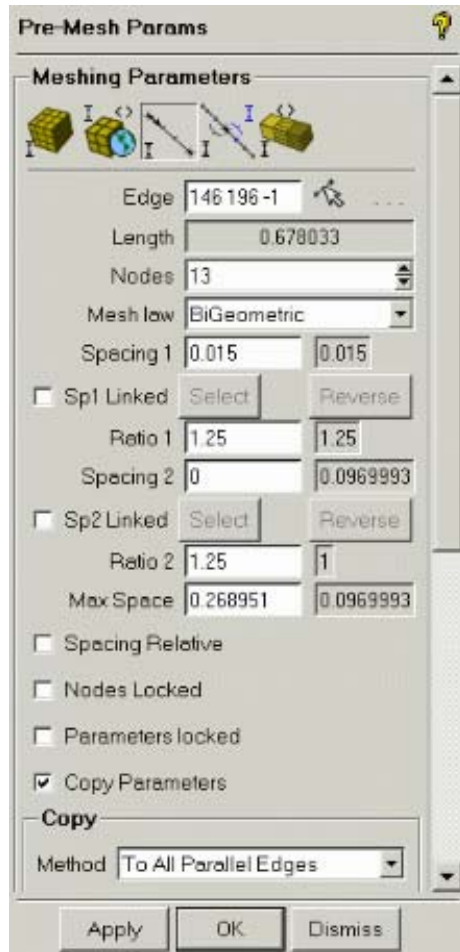 Pre-Mesh Params
Meshing Parameters
Edge 146 196 -1 ...
Length 0.678033
Nodes 13
Mesh law BiGeometric
Spacing 1 0.015 0.015
Sp1 Linked Select Reverse
Ratio 1 1.25 1.25
Spacing 2 0 0.0969993
Sp2 Linked Select Reverse
Ratio 2 1.25 1
Max Space 0.268951 0.0969993
Spacing Relative
Nodes Locked
Parameters locked
Copy Parameters
Copy
Method To All Parallel Edges
Apply OK Dismiss